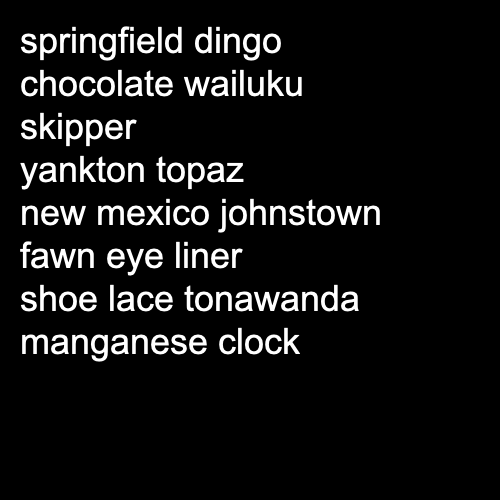 springfield dingo
chocolate wailuku
skipper
yankton topaz
new mexico johnstown
fawn eye liner
shoe lace tonawanda
manganese clock